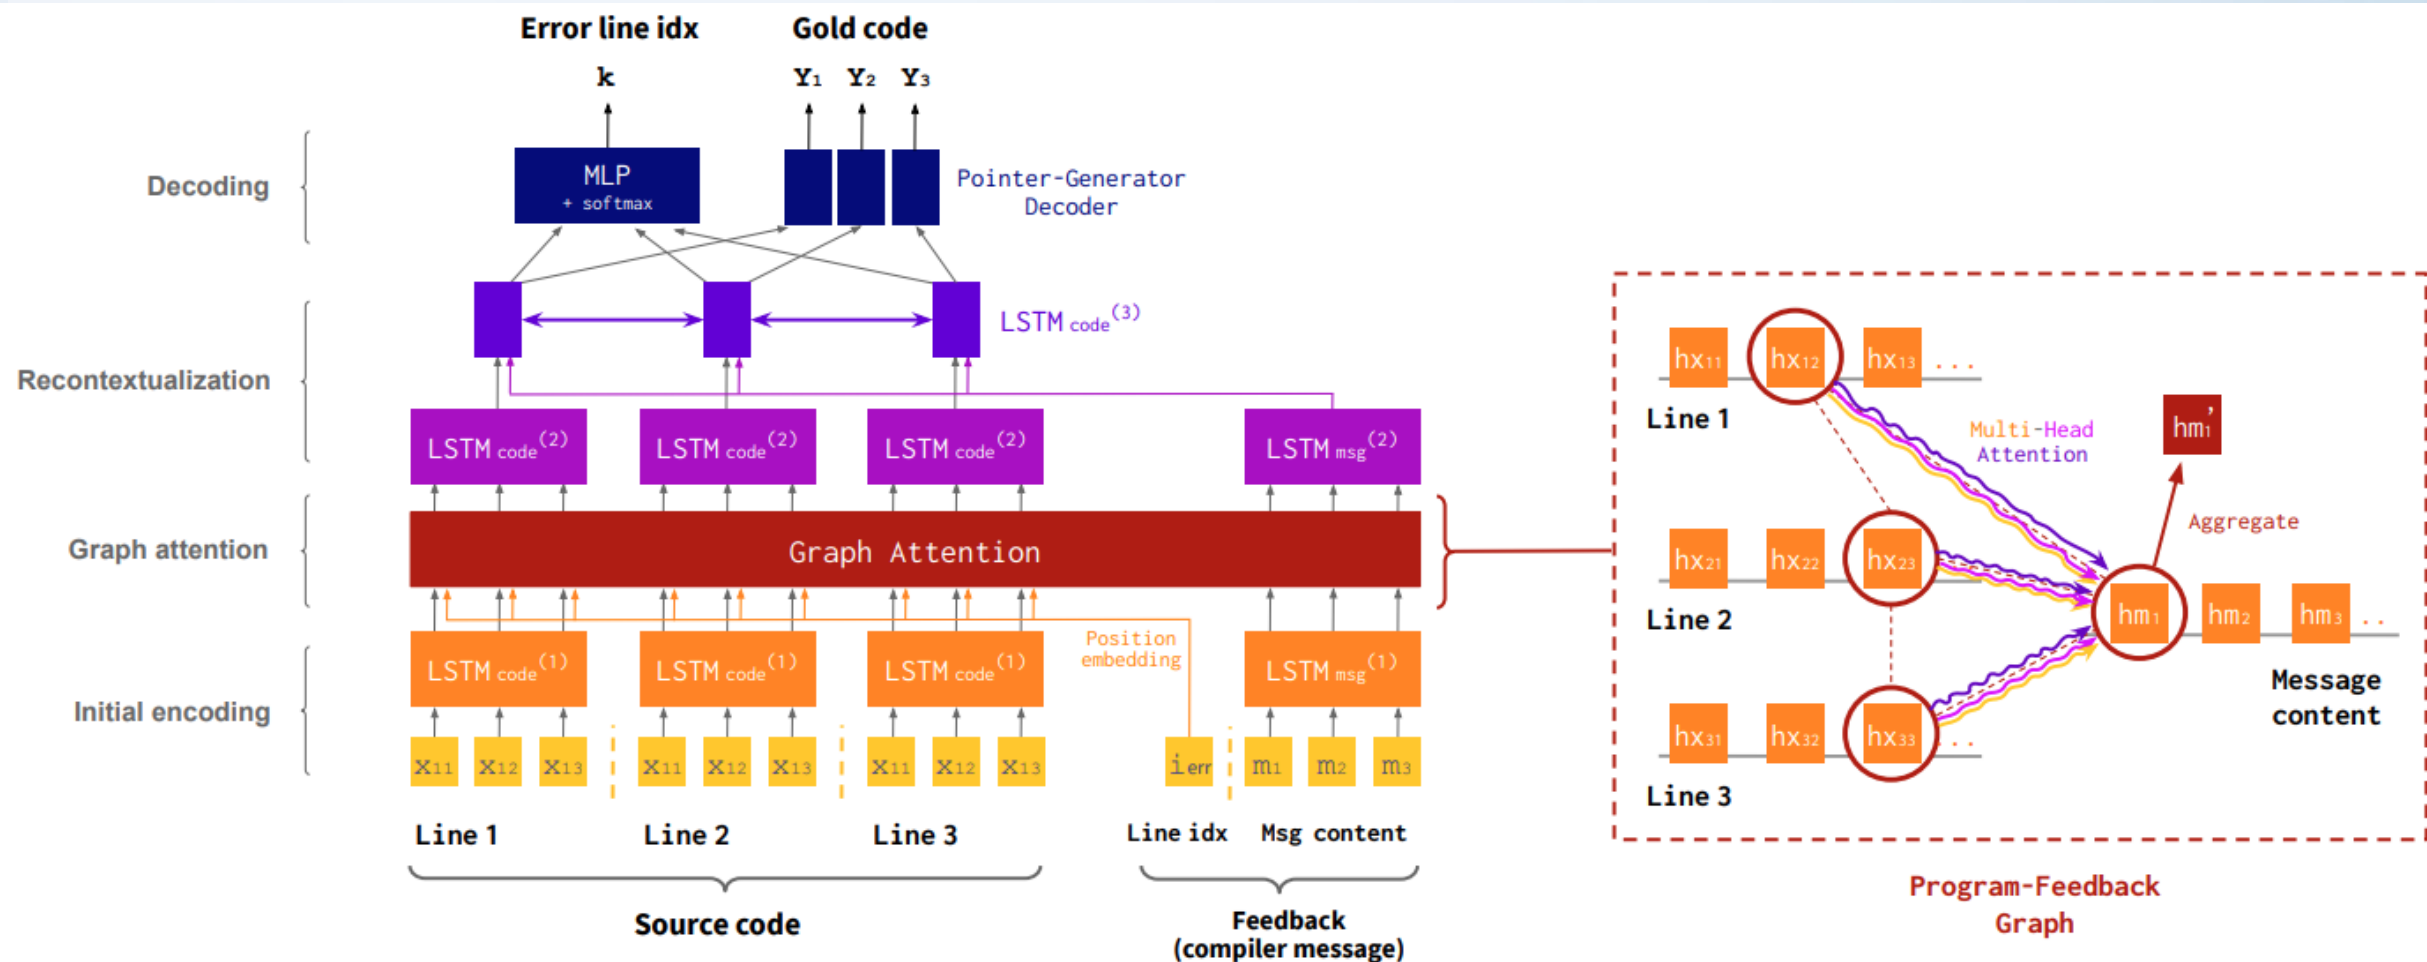 Error line idx
Gold code
k
Y1 Y2 Y3
Decoding
MLP
+ softmax
Pointer-Generator
Decoder
Recontextualization
LSTM code(3)
LSTM code(2)
LSTM code(2)
LSTM code(2)
LSTM msg(2)
Graph attention
Graph Attention
Initial encoding
LSTM code(1)
LSTM code(1)
LSTM code(1)
Position
embedding
LSTM msg(1)
x11 x12 x13
x11 x12 x13
x11 x12 x13
ierr
m1 m2 m3
Line 1
Line 2
Line 3
Line idx
Msg content
Source code
Feedback
(compiler message)
hx11 hx12 hx13 ...
Line 1
Multi-Head
Attention
hm1'
Aggregate
hx21 hx22 hx23
Line 2
hm1 hm2 hm3 ..
Message
content
hx31 hx32 hx33 ...
Line 3
Program-Feedback
Graph